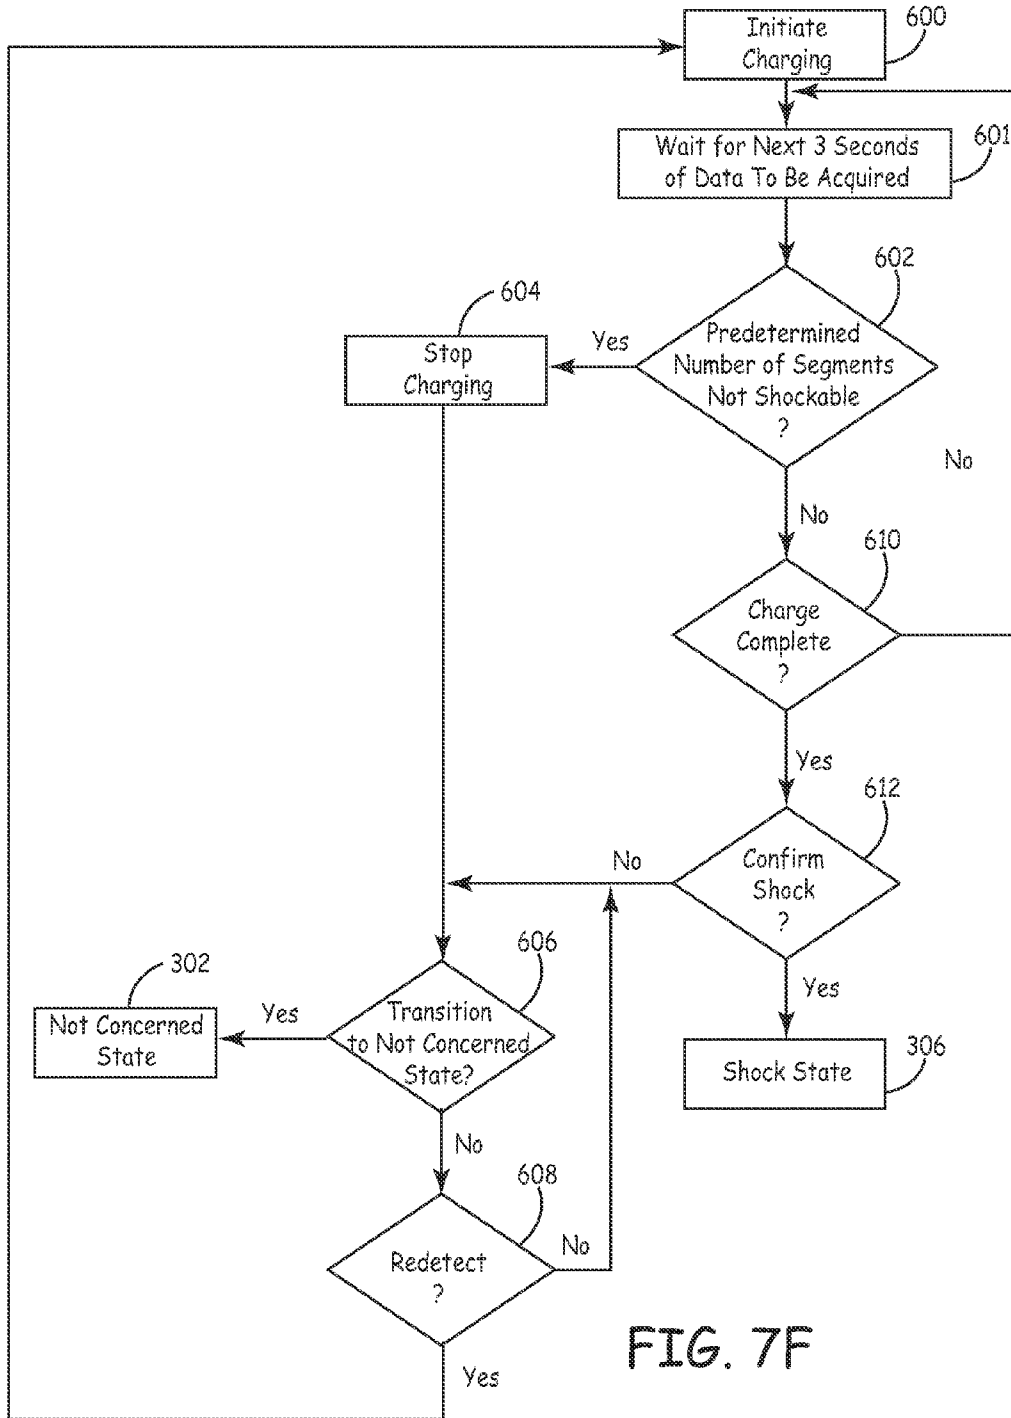 600
Initiate
Charging
Wait for Next 3 Seconds
of Data To Be Acquired
601
602
604
Predetermined
Number of Segments
Not Shockable
?
Yes
Stop
Charging
No
No
610
Charge
Complete
?
Yes
612
Confirm
Shock
?
No
606
302
Transition
to Not Concerned
State?
Yes
Not Concerned
State
Yes
306
Shock State
No
608
Redetect
?
No
Yes
FIG. 7F